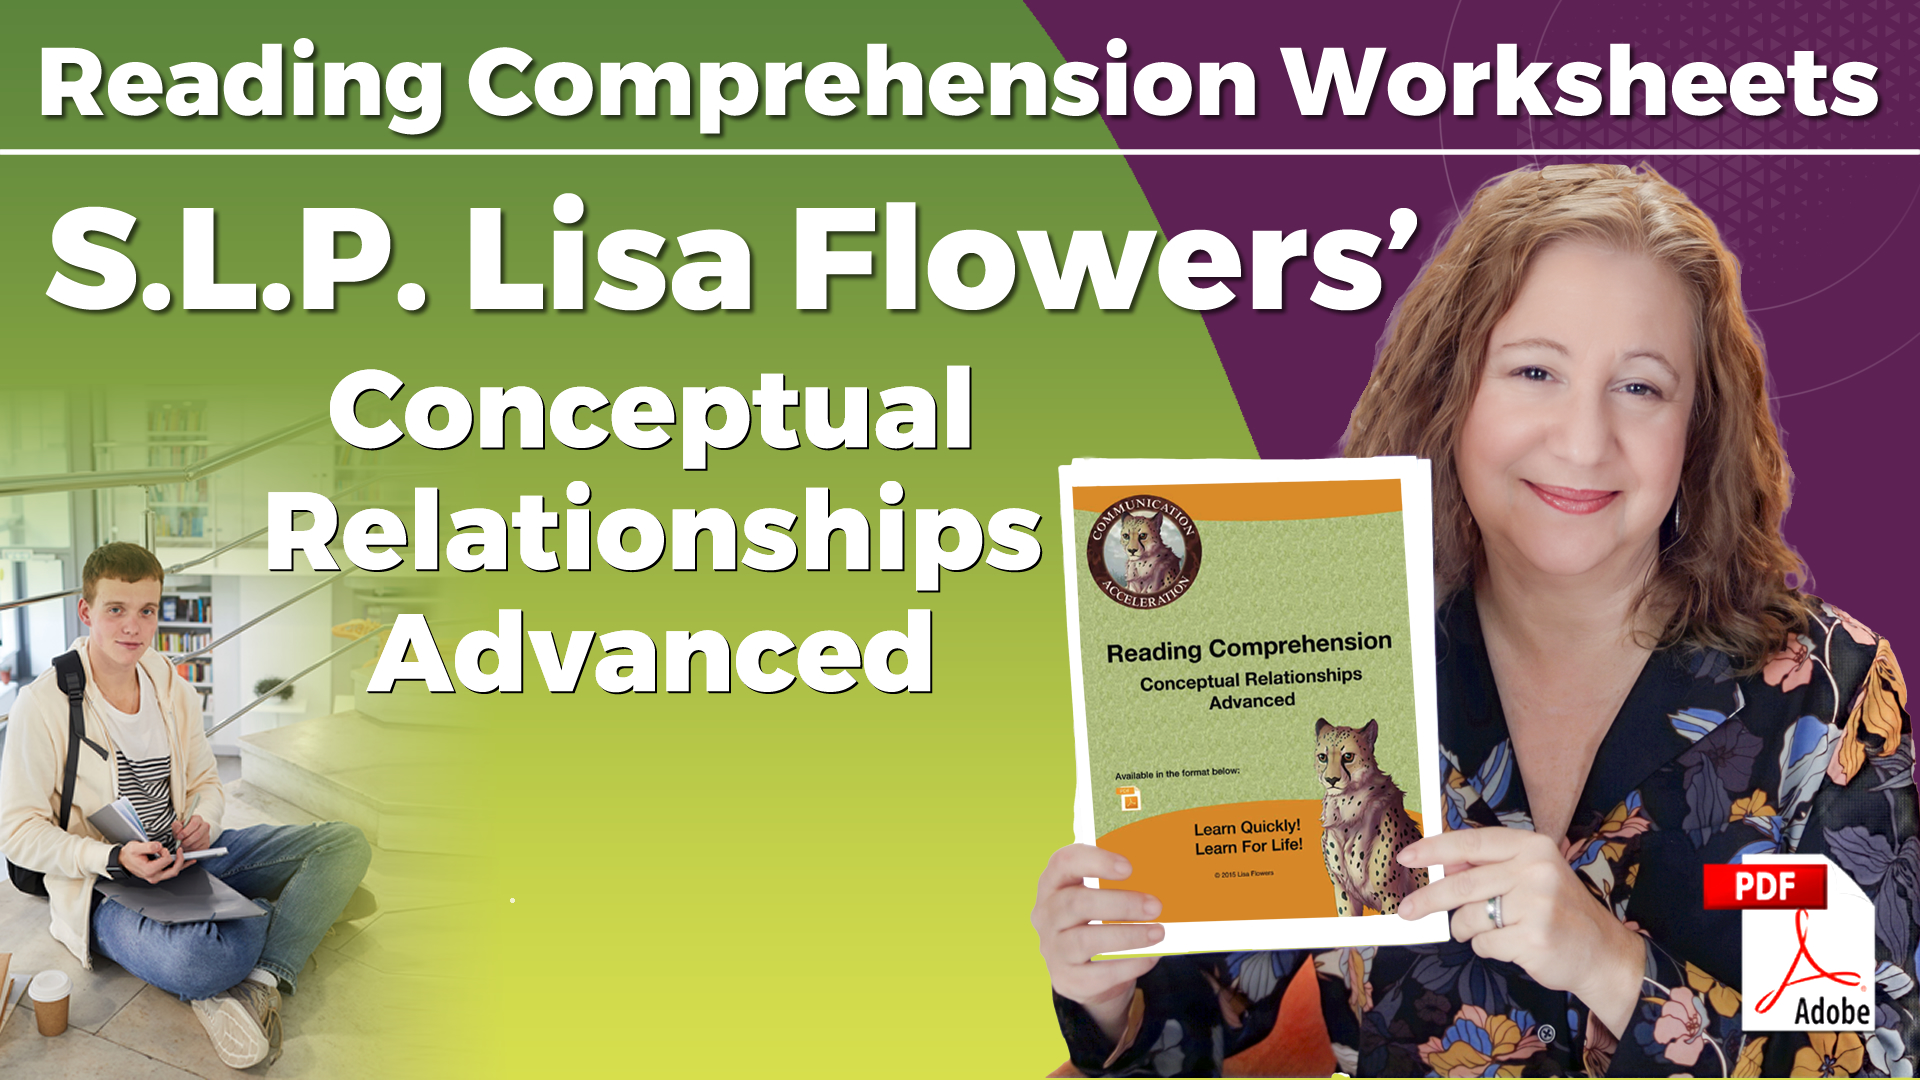 Reading Comprehension Worksheets
S.L.P. Lisa Flowers’
Conceptual
Relationships
Advanced
COMMUNICATION
ACCELERATION
Reading Comprehension
Conceptual Relationships
Advanced
Available in the format below:
PDF
Learn Quickly!
Learn For Life!
© 2015 Lisa Flowers
PDF
Adobe